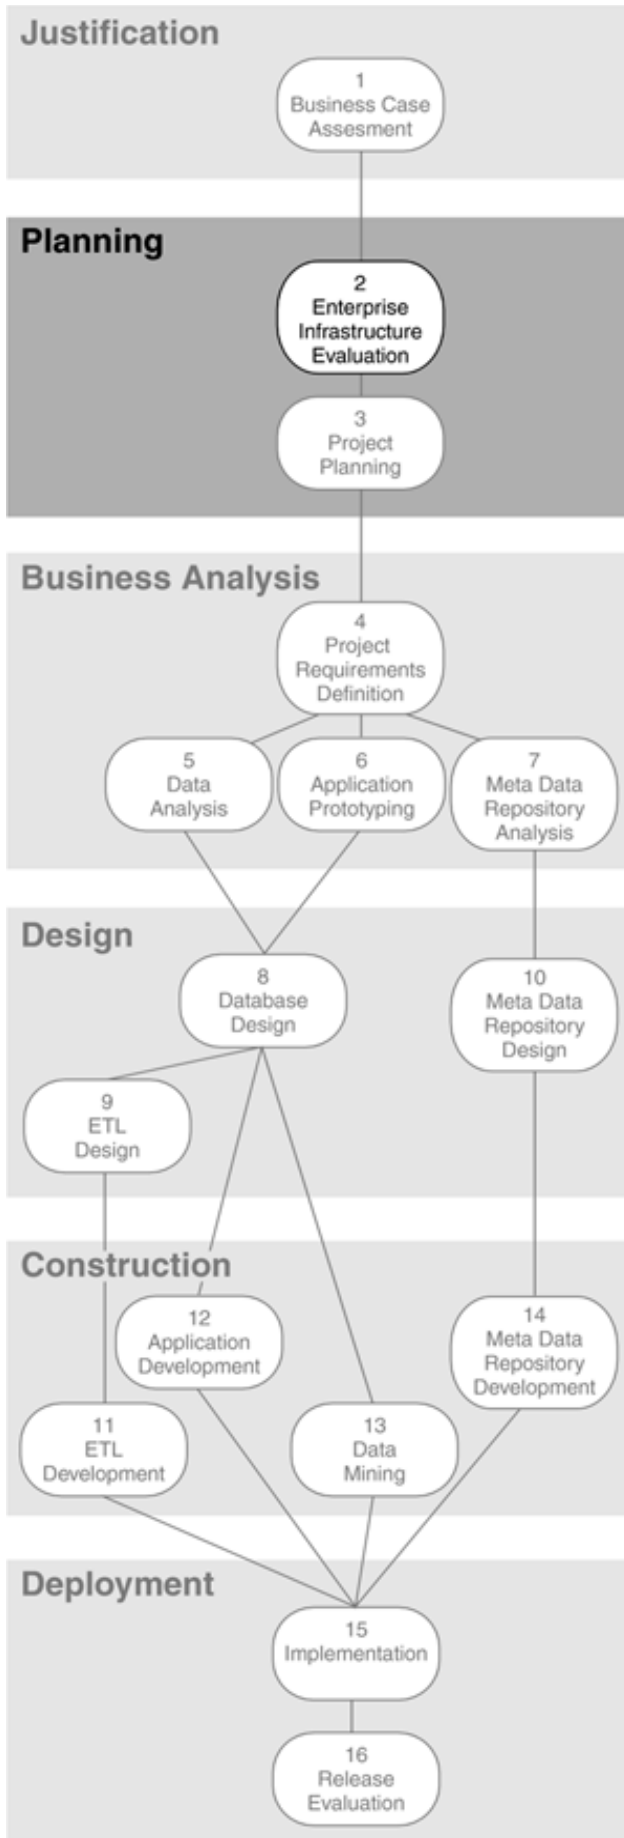 Justification
1
Business Case
Assesment
Planning
2
Enterprise
Infrastructure
Evaluation
3
Project
Planning
Business Analysis
4
Project
Requirements
Definition
5
Data
Analysis
6
Application
Prototyping
7
Meta Data
Repository
Analysis
Design
8
Database
Design
10
Meta Data
Repository
Design
9
ETL
Design
Construction
12
Application
Development
14
Meta Data
Repository
Development
11
ETL
Development
13
Data
Mining
Deployment
15
Implementation
16
Release
Evaluation